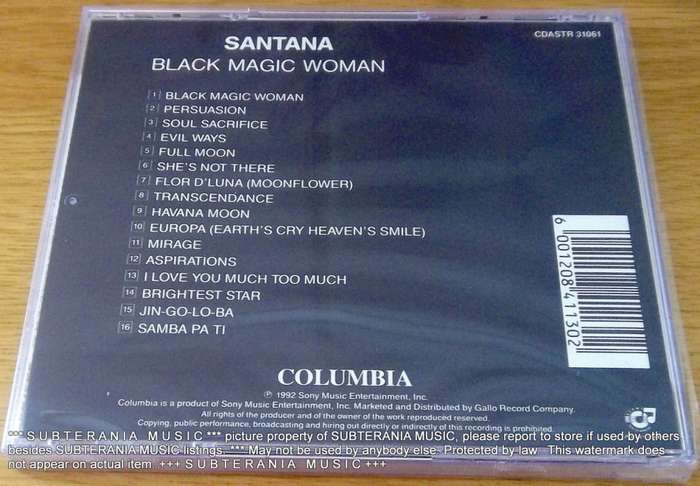 CDASTR 31061
SANTANA
BLACK MAGIC WOMAN
1 BLACK MAGIC WOMAN
2 PERSUASION
3 SOUL SACRIFICE
4 EVIL WAYS
5 FULL MOON
6 SHE'S NOT THERE
7 FLOR D'LUNA (MOONFLOWER)
8 TRANSCENDANCE
9 HAVANA MOON
10 EUROPA (EARTH'S CRY HEAVEN'S SMILE)
11 MIRAGE
12 ASPIRATIONS
13 I LOVE YOU MUCH TOO MUCH
14 BRIGHTEST STAR
15 JIN-GO-LO-BA
16 SAMBA PA TI
6 001208 411302
COLUMBIA
℗ 1992 Sony Music Entertainment, Inc.
Columbia is a product of Sony Music Entertainment, Inc. Marketed and Distributed by Gallo Record Company.
All rights of the producer and of the owner of the work reproduced reserved.
Copying, public performance, broadcasting and hiring out directly or indirectly of this recording is prohibited.
*** S U B T E R A N I A M U S I C *** picture property of SUBTERANIA MUSIC, please report to store if used by others
besides SUBTERANIA MUSIC listings. *** May not be used by anybody else. Protected by law. This watermark does
not appear on actual item. +++ S U B T E R A N I A M U S I C +++